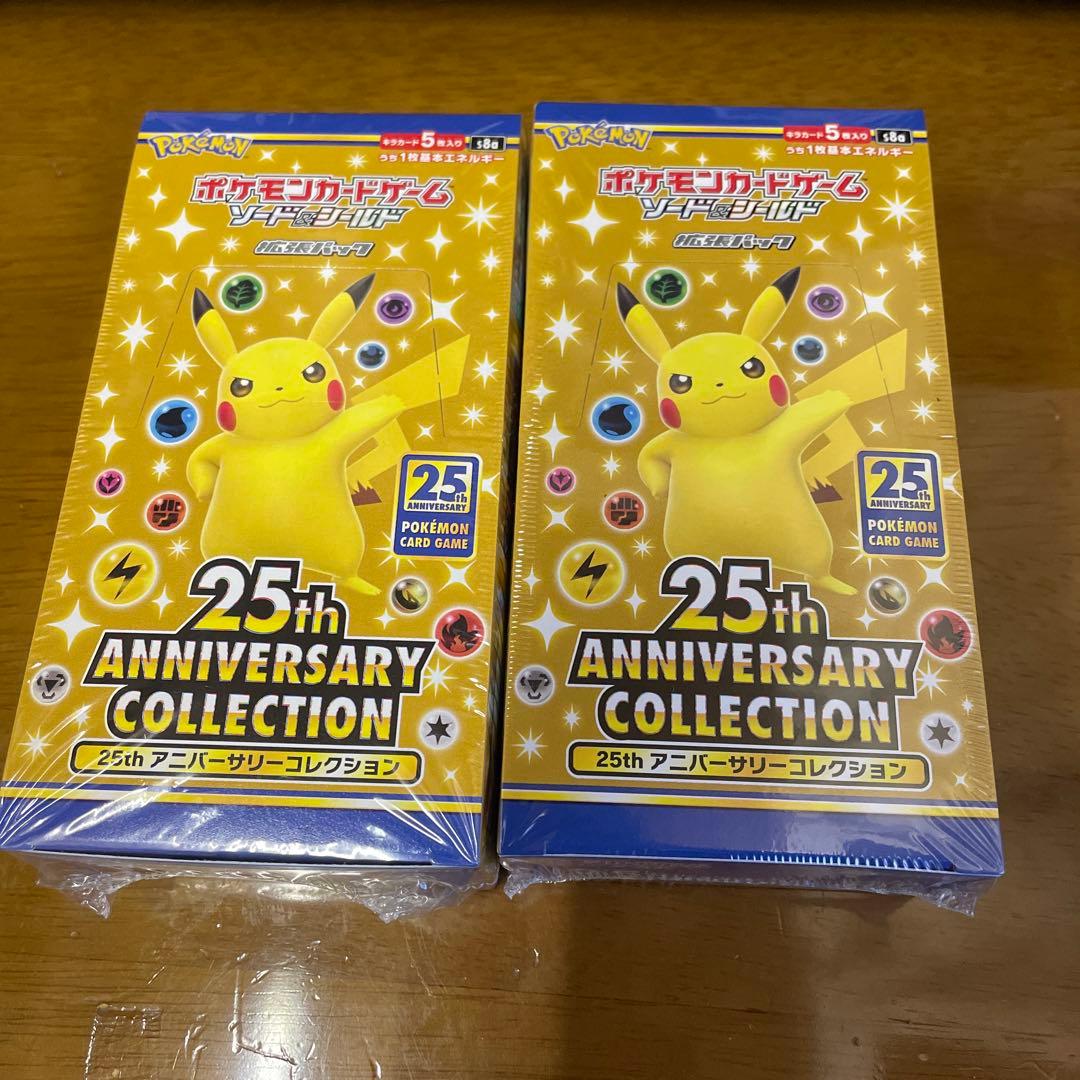 POKÉMON
キラカード5枚入り
s8a
うち1枚基本エネルギー
ポケモンカードゲーム
ソード&シールド
拡張パック
25th
ANNIVERSARY
POKÉMON
CARD GAME
25th
ANNIVERSARY
COLLECTION
25th アニバーサリーコレクション
POKÉMON
キラカード5枚入り
s8a
うち1枚基本エネルギー
ポケモンカードゲーム
ソード&シールド
拡張パック
25th
ANNIVERSARY
POKÉMON
CARD GAME
25th
ANNIVERSARY
COLLECTION
25th アニバーサリーコレクション